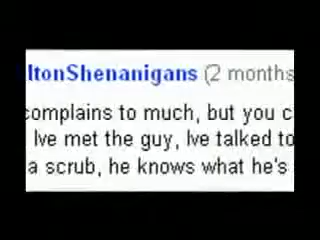 ltonShenanigans (2 months
complains to much, but you c
Ive met the guy, Ive talked to
a scrub, he knows what he's